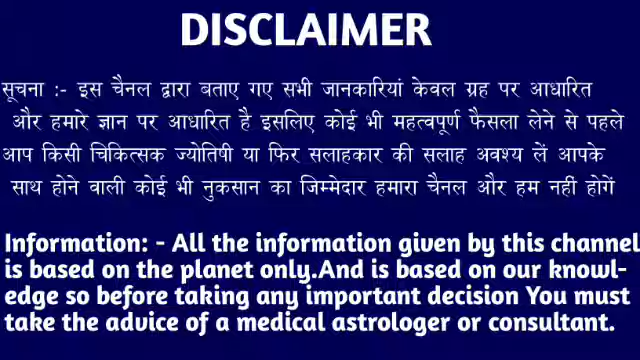 DISCLAIMER
सूचना :- इस चैनल द्वारा बताए गए सभी जानकारियां केवल ग्रह पर आधारित
और हमारे ज्ञान पर आधारित है इसलिए कोई भी महत्वपूर्ण फैसला लेने से पहले
आप किसी चिकित्सक ज्योतिषी या फिर सलाहकार की सलाह अवश्य लें आपके
साथ होने वाली कोई भी नुकसान का जिम्मेदार हमारा चैनल और हम नहीं होगें
Information: - All the information given by this channel
is based on the planet only.And is based on our knowl-
edge so before taking any important decision You must
take the advice of a medical astrologer or consultant.